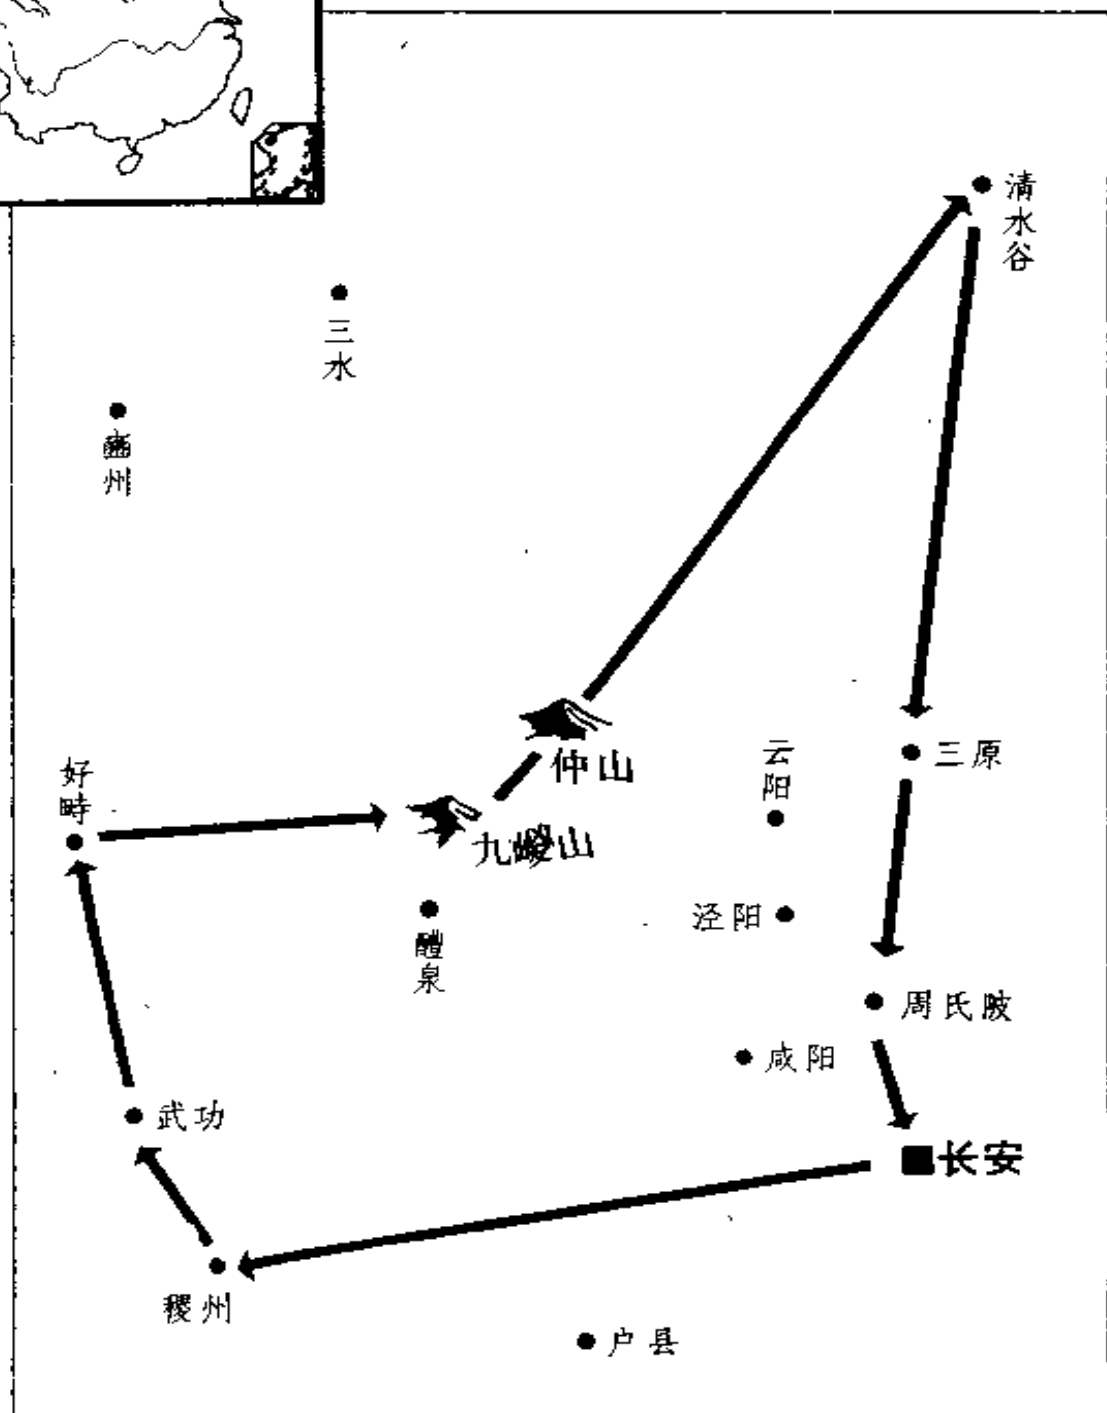 清水谷
三水
豳州
仲山
云阳
三原
好畤
九嵕山
醴泉
泾阳
周氏陂
咸阳
武功
长安
稷州
户县